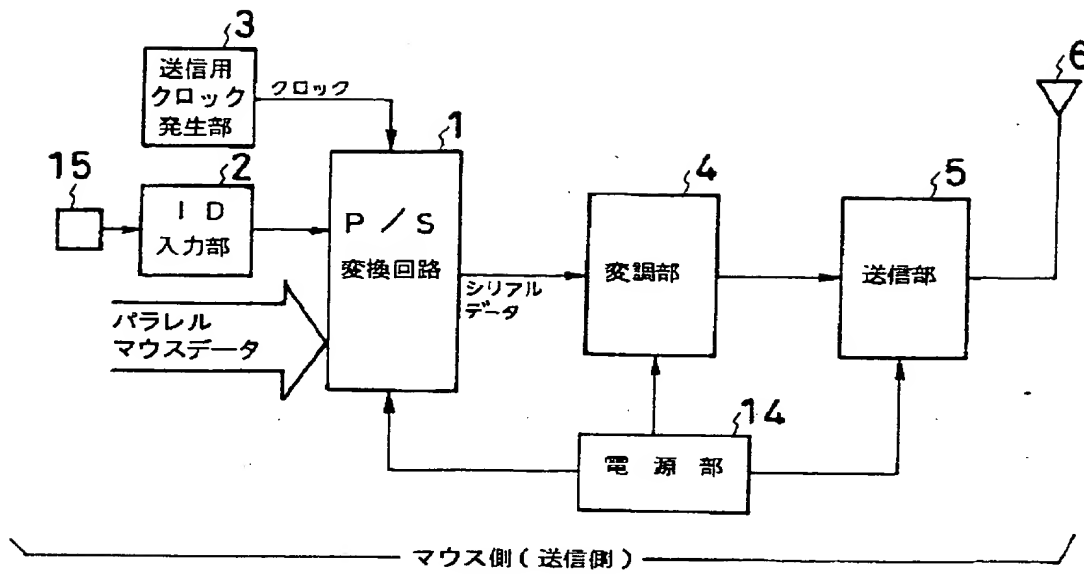 3
送信用
クロック
発生部
クロック
6
1
15
2
ID
入力部
P/S
変換回路
4
変調部
5
送信部
シリアル
データ
パラレル
マウスデータ
14
電源部
マウス側(送信側)